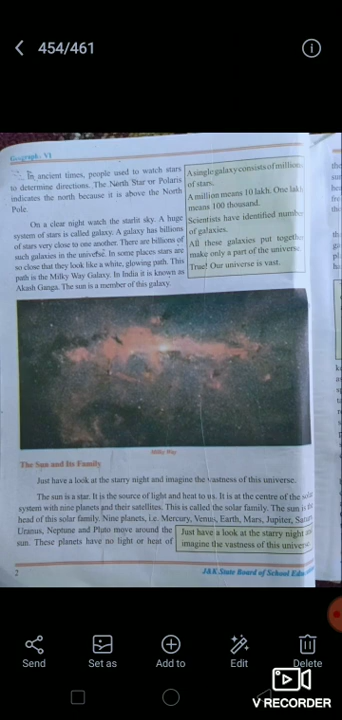 454/461
Geography VI
In ancient times, people used to watch stars
to determine directions. The North Star or Polaris
indicates the north because it is above the North
Pole.
On a clear night watch the starlit sky. A huge
system of stars is called galaxy. A galaxy has billions
of stars very close to one another. There are billions of
such galaxies in the universe. In some places stars are
so close that they look like a white, glowing path. This
path is the Milky Way Galaxy. In India it is known as
Akash Ganga. The sun is a member of this galaxy.
A single galaxy consists of millions
of stars.
A million means 10 lakh. One lakh
means 100 thousand.
Scientists have identified number
of galaxies.
All these galaxies put together
make only a part of the universe.
True! Our universe is vast.
Milky Way
The Sun and Its Family
Just have a look at the starry night and imagine the vastness of this universe.
The sun is a star. It is the source of light and heat to us. It is at the centre of the solar
system with nine planets and their satellites. This is called the solar family. The sun is the
head of this solar family. Nine planets, i.e. Mercury, Venus, Earth, Mars, Jupiter, Saturn,
Uranus, Neptune and Pluto move around the
sun. These planets have no light or heat of
Just have a look at the starry night and
imagine the vastness of this universe.
2
J&K State Board of School
Send
Set as
Add to
Edit
Delete
V RECORDER